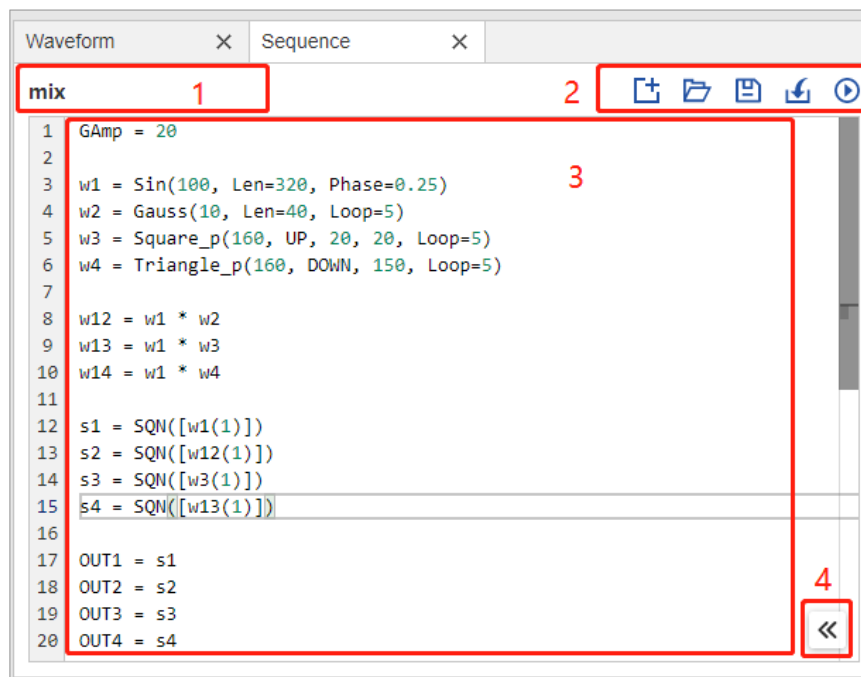 Waveform Sequence
mix 1 2
1 GAmp = 20
2
3 w1 = Sin(100, Len=320, Phase=0.25) 3
4 w2 = Gauss(10, Len=40, Loop=5)
5 w3 = Square_p(160, UP, 20, 20, Loop=5)
6 w4 = Triangle_p(160, DOWN, 150, Loop=5)
7
8 w12 = w1 * w2
9 w13 = w1 * w3
10 w14 = w1 * w4
11
12 s1 = SQN([w1(1)])
13 s2 = SQN([w12(1)])
14 s3 = SQN([w3(1)])
15 s4 = SQN([w13(1)])
16
17 OUT1 = s1
18 OUT2 = s2 4
19 OUT3 = s3
20 OUT4 = s4